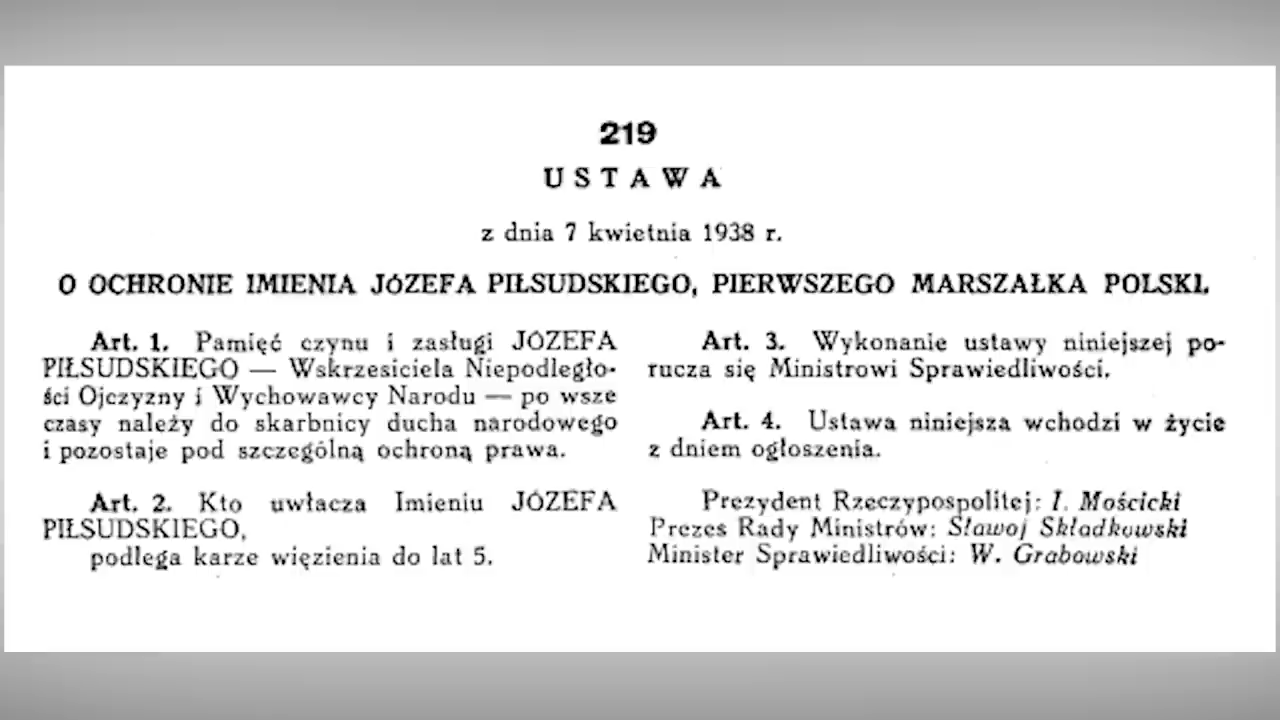 219
USTAWA
z dnia 7 kwietnia 1938 r.
O OCHRONIE IMIENIA JÓZEFA PIŁSUDSKIEGO, PIERWSZEGO MARSZAŁKA POLSKI.
Art. 1. Pamięć czynu i zasługi JÓZEFA
PIŁSUDSKIEGO — Wskrzesiciela Niepodległo-
ści Ojczyzny i Wychowawcy Narodu — po wsze
czasy należy do skarbnicy ducha narodowego
i pozostaje pod szczególną ochroną prawa.
Art. 2. Kto uwłacza Imieniu JÓZEFA
PIŁSUDSKIEGO,
podlega karze więzienia do lat 5.
Art. 3. Wykonanie ustawy niniejszej po-
rucza się Ministrowi Sprawiedliwości.
Art. 4. Ustawa niniejsza wchodzi w życie
z dniem ogłoszenia.
Prezydent Rzeczypospolitej: I. Mościcki
Prezes Rady Ministrów: Sławoj Składkowski
Minister Sprawiedliwości: W. Grabowski